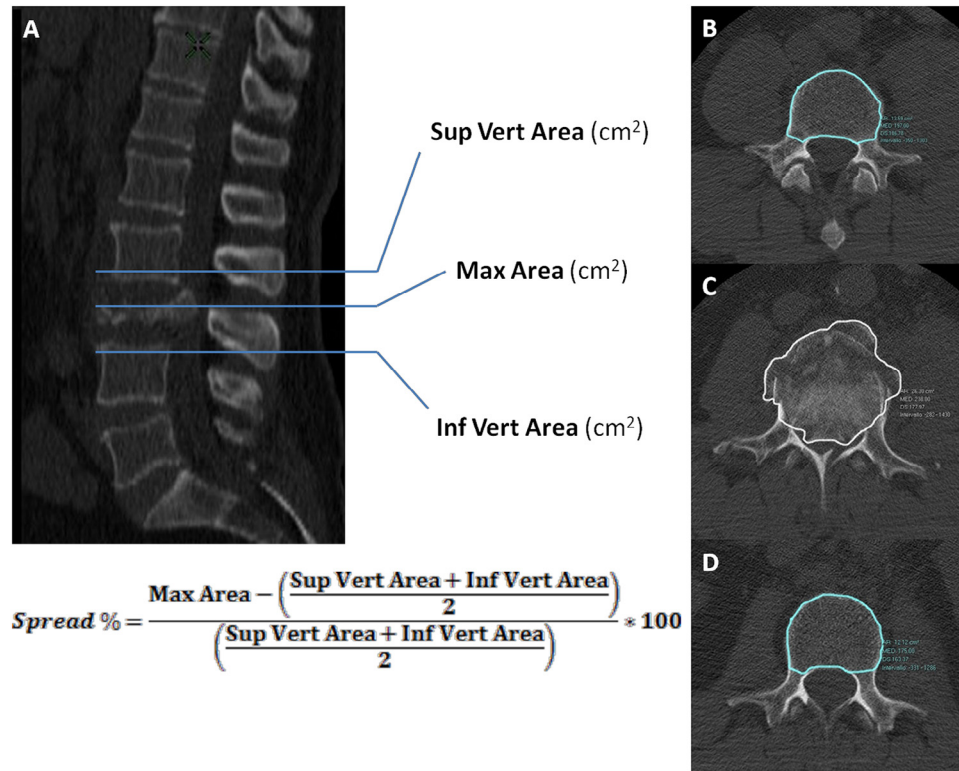 A
Sup Vert Area (cm²)
Max Area (cm²)
Inf Vert Area (cm²)
Spread % = Max Area − (Sup Vert Area + Inf Vert Area / 2) / (Sup Vert Area + Inf Vert Area / 2) * 100
B
C
D